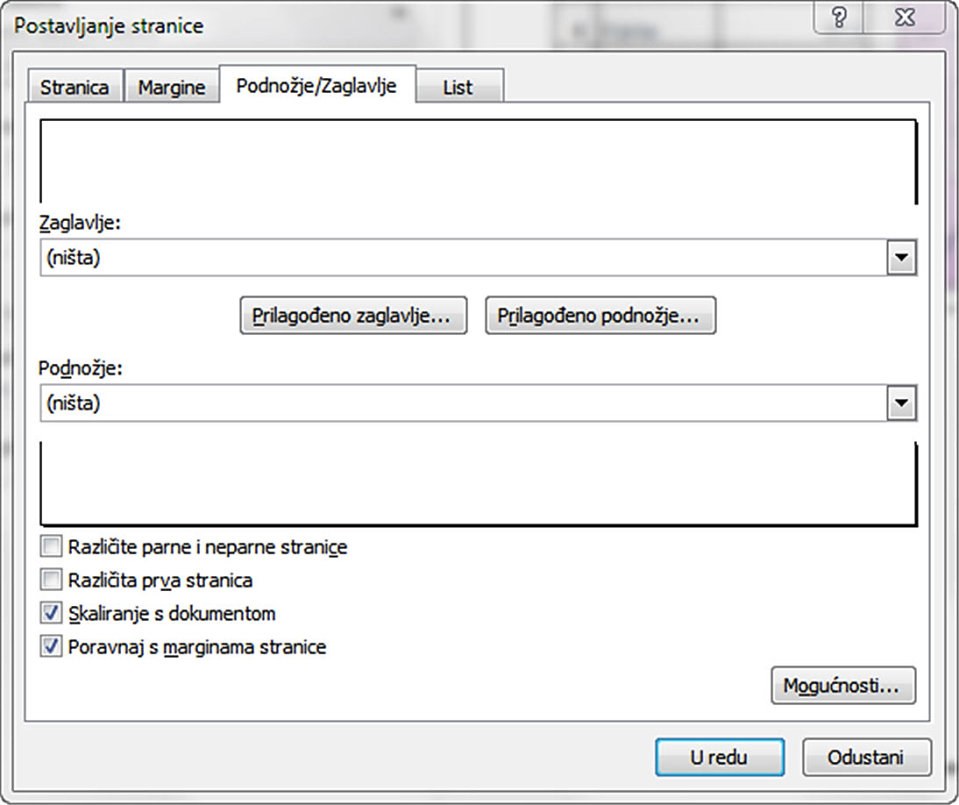 Postavljanje stranice
Stranica Margine Podnožje/Zaglavlje List
Zaglavlje:
(ništa)
Prilagođeno zaglavlje... Prilagođeno podnožje...
Podnožje:
(ništa)
Različite parne i neparne stranice
Različita prva stranica
Skaliranje s dokumentom
Poravnaj s marginama stranice
Mogućnosti...
U redu Odustani